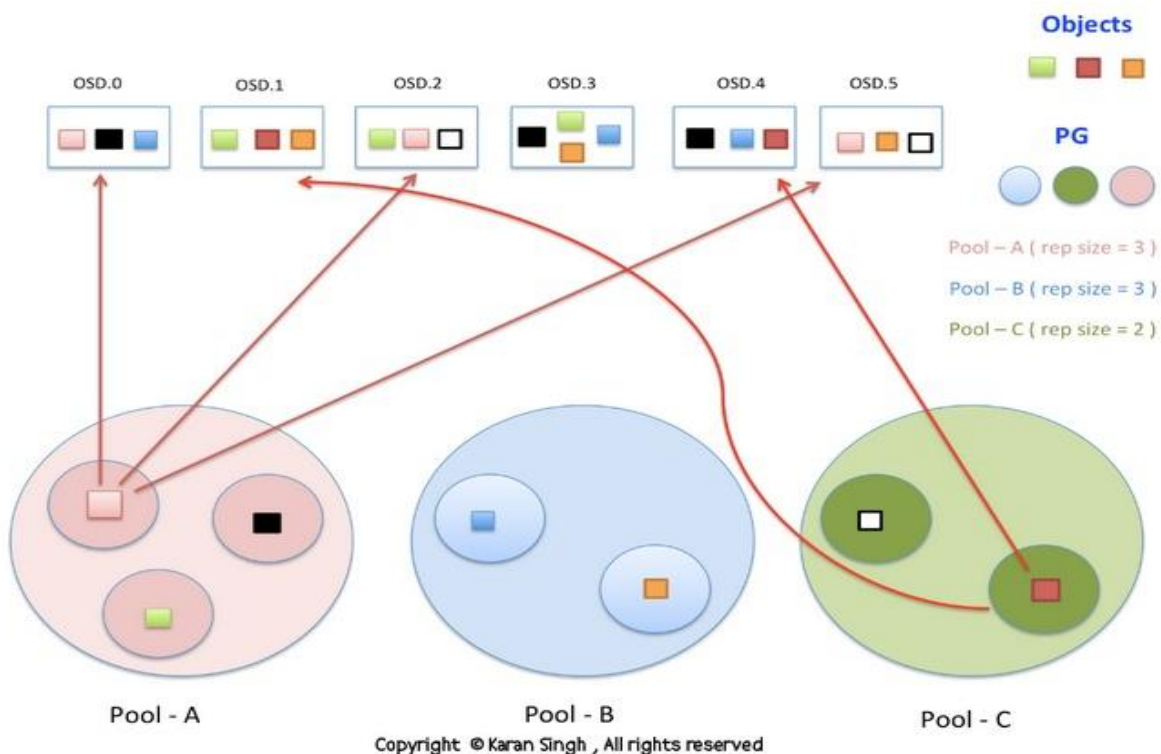 Objects
OSD.0
OSD.1
OSD.2
OSD.3
OSD.4
OSD.5
PG
Pool – A ( rep size = 3 )
Pool – B ( rep size = 3 )
Pool – C ( rep size = 2 )
Pool - A
Pool - B
Pool - C
Copyright © Karan Singh , All rights reserved